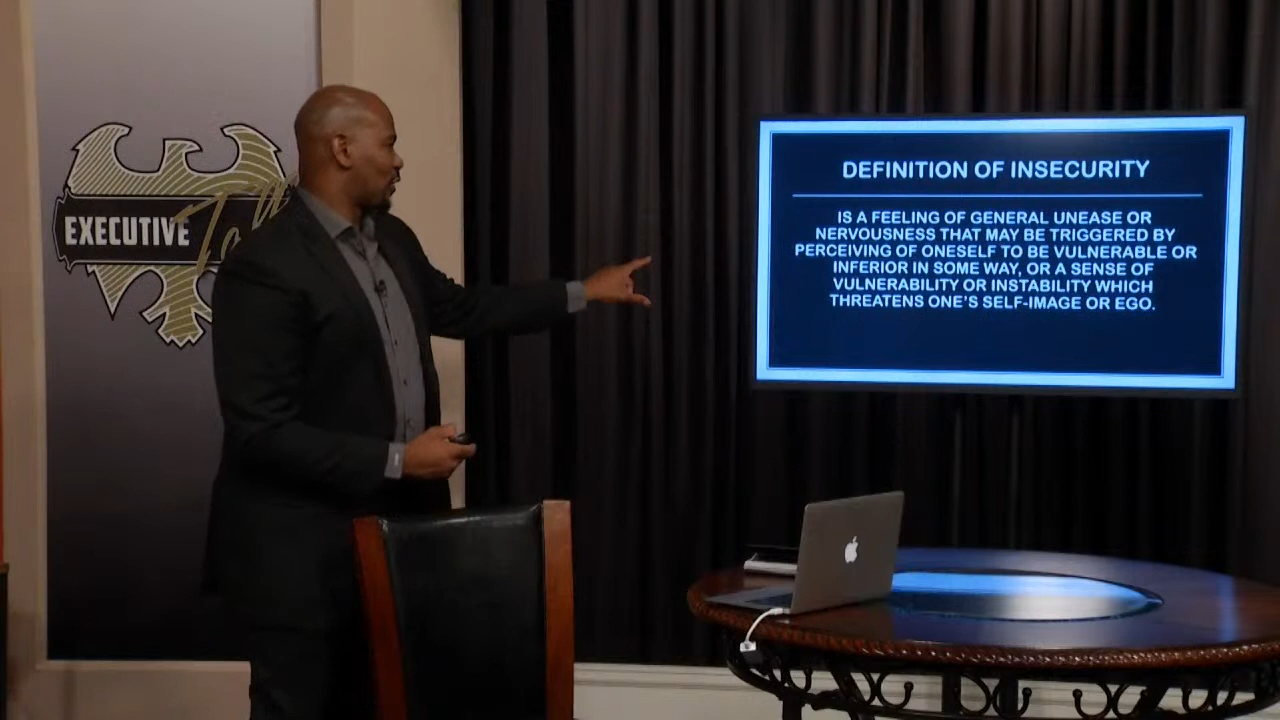 EXECUTIVE
Talk
DEFINITION OF INSECURITY
IS A FEELING OF GENERAL UNEASE OR
NERVOUSNESS THAT MAY BE TRIGGERED BY
PERCEIVING OF ONESELF TO BE VULNERABLE OR
INFERIOR IN SOME WAY, OR A SENSE OF
VULNERABILITY OR INSTABILITY WHICH
THREATENS ONE'S SELF-IMAGE OR EGO.